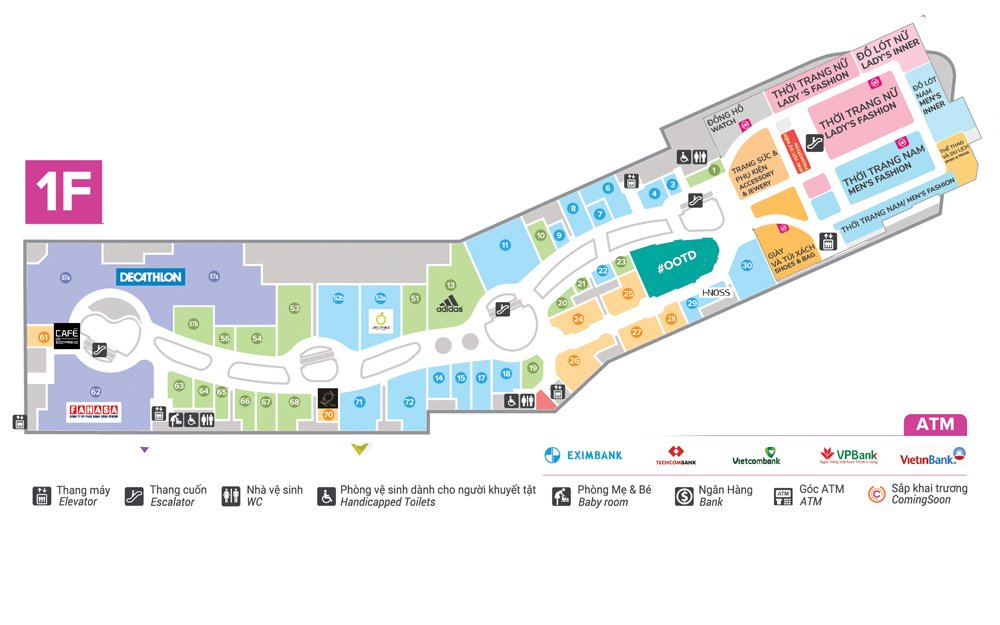 1F
ĐỒ LÓT NỮ
LADY'S INNER
THỜI TRANG NỮ
LADY'S FASHION
ĐỒ LÓT
NAM
MEN'S
INNER
ĐỒNG HỒ
WATCH
THỜI TRANG NỮ
LADY'S FASHION
TRANG SỨC &
PHỤ KIỆN
ACCESSORY
& JEWERY
THỜI TRANG NAM
MEN'S FASHION
THỂ THAO
VÀ DU LỊCH
THỜI TRANG NAM/ MEN'S FASHION
GIÀY
VÀ TÚI XÁCH
SHOES & BAG
1
3
4
6
7
8
9
10
11
#OOTD
HNOSS
30
29
28
27
26
25
24
23
22
21
20
19
18
17
15
14
13
adidas
51
52a
52b
53
54
56
57b
57a
DECATHLON
57a
61
CAFÉ
62
FAHASA
63
64
65
66
67
68
70
71
72
ATM
EXIMBANK
TECHCOMBANK
Vietcombank
VPBank
VietinBank
Thang máy
Elevator
Thang cuốn
Escalator
Nhà vệ sinh
WC
Phòng vệ sinh dành cho người khuyết tật
Handicapped Toilets
Phòng Mẹ & Bé
Baby room
Ngân Hàng
Bank
ATM
Góc ATM
ATM
C
Sắp khai trương
ComingSoon